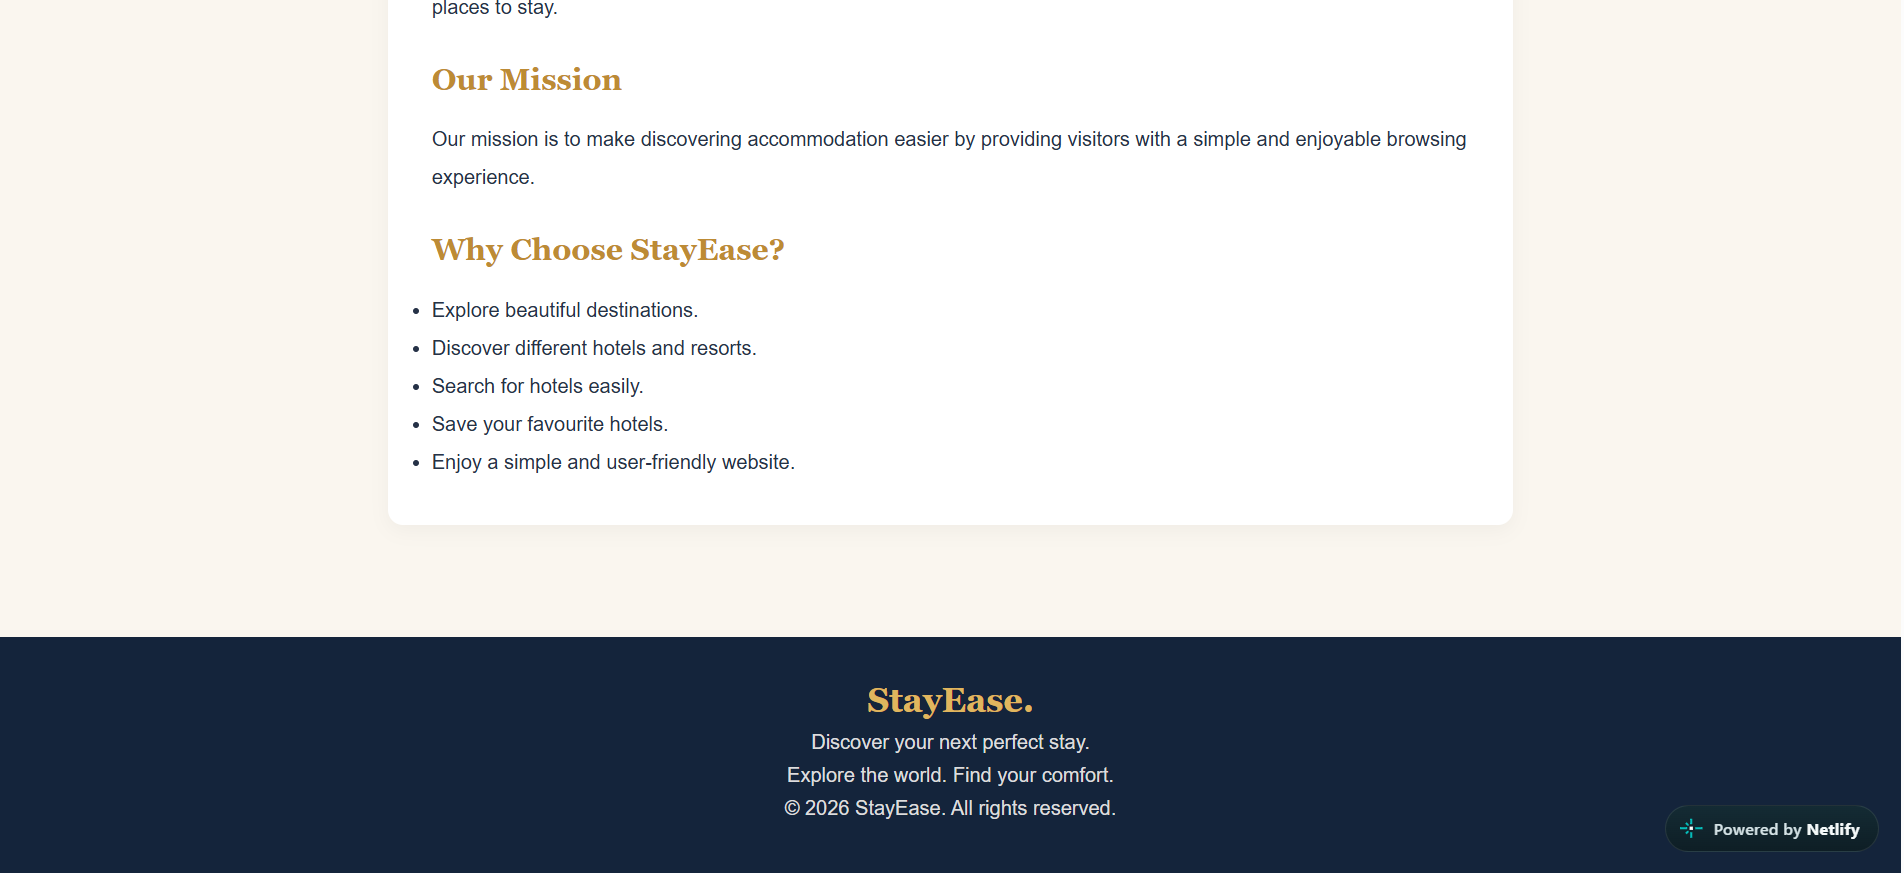 places to stay.
Our Mission
Our mission is to make discovering accommodation easier by providing visitors with a simple and enjoyable browsing
experience.
Why Choose StayEase?
• Explore beautiful destinations.
• Discover different hotels and resorts.
• Search for hotels easily.
• Save your favourite hotels.
• Enjoy a simple and user-friendly website.
StayEase.
Discover your next perfect stay.
Explore the world. Find your comfort.
© 2026 StayEase. All rights reserved.
Powered by Netlify